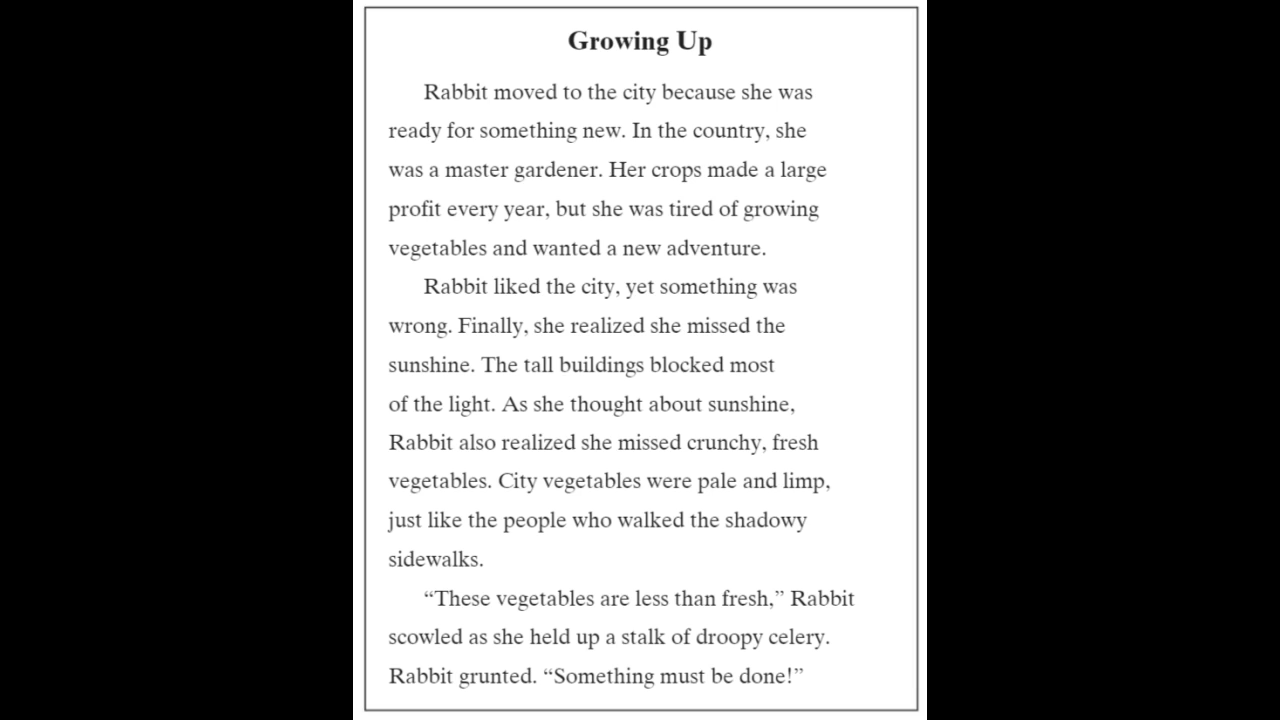 Growing Up
Rabbit moved to the city because she was
ready for something new. In the country, she
was a master gardener. Her crops made a large
profit every year, but she was tired of growing
vegetables and wanted a new adventure.
Rabbit liked the city, yet something was
wrong. Finally, she realized she missed the
sunshine. The tall buildings blocked most
of the light. As she thought about sunshine,
Rabbit also realized she missed crunchy, fresh
vegetables. City vegetables were pale and limp,
just like the people who walked the shadowy
sidewalks.
“These vegetables are less than fresh,” Rabbit
scowled as she held up a stalk of droopy celery.
Rabbit grunted. “Something must be done!”